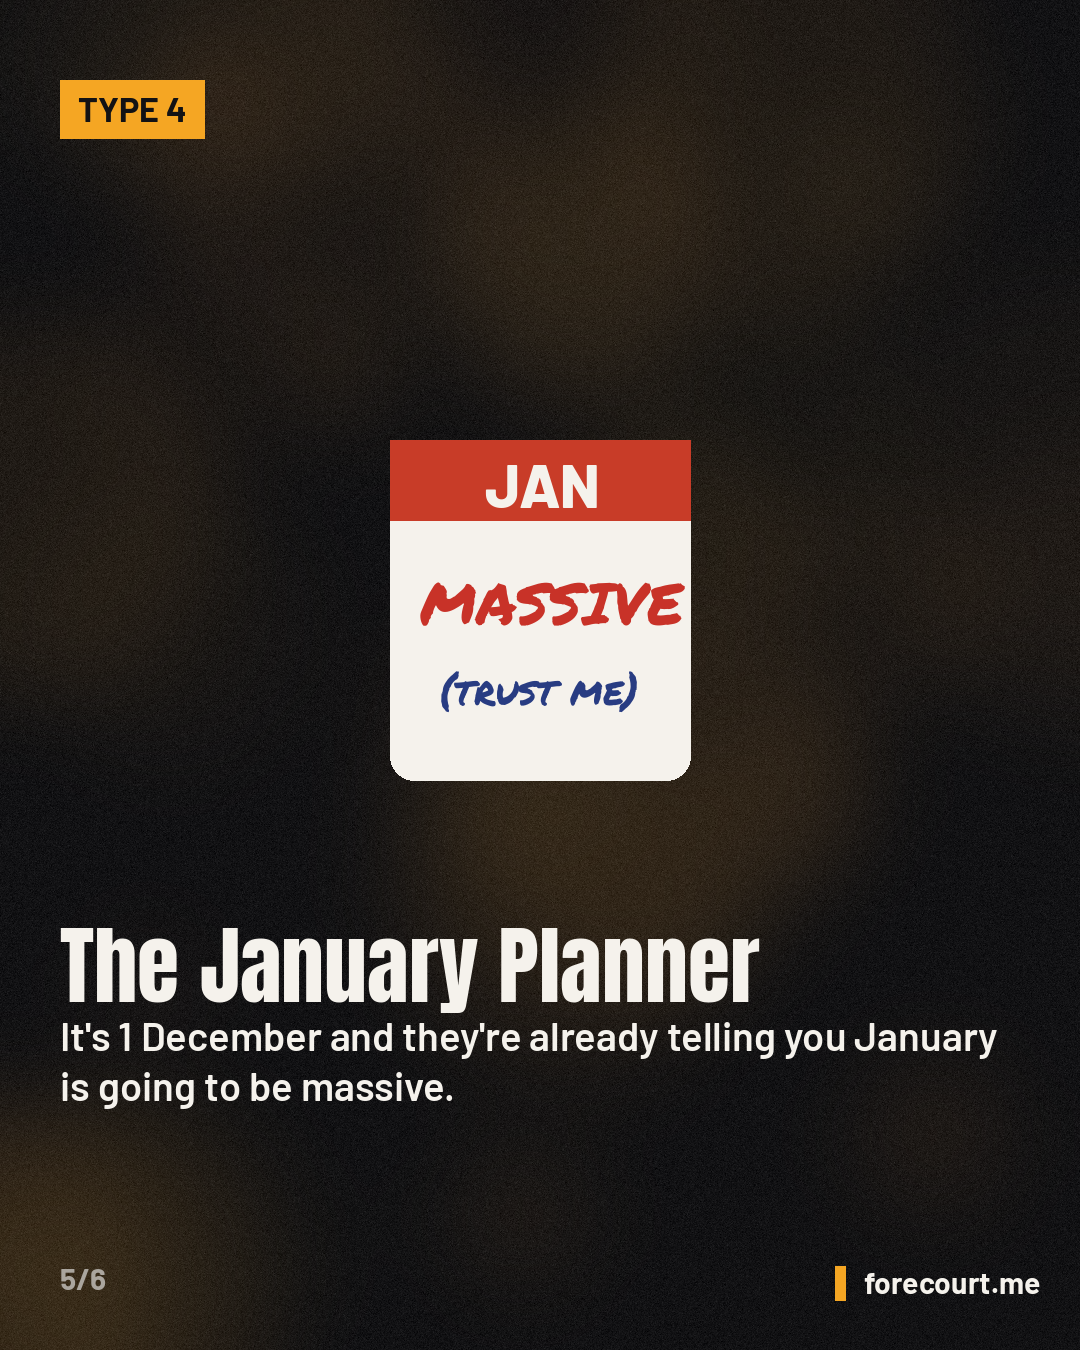 TYPE 4
JAN
MASSIVE
(TRUST ME)
The January Planner
It's 1 December and they're already telling you January
is going to be massive.
5/6
forecourt.me